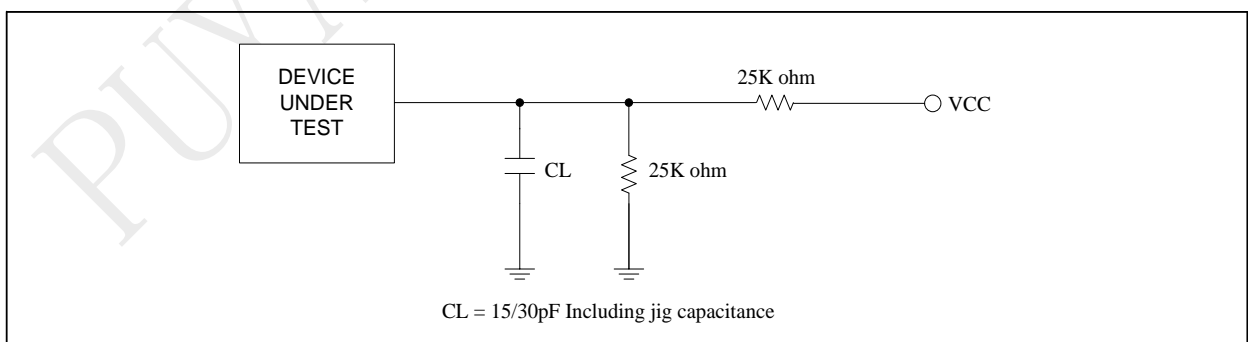 DEVICE
UNDER
TEST
25K ohm
VCC
CL
25K ohm
CL = 15/30pF Including jig capacitance